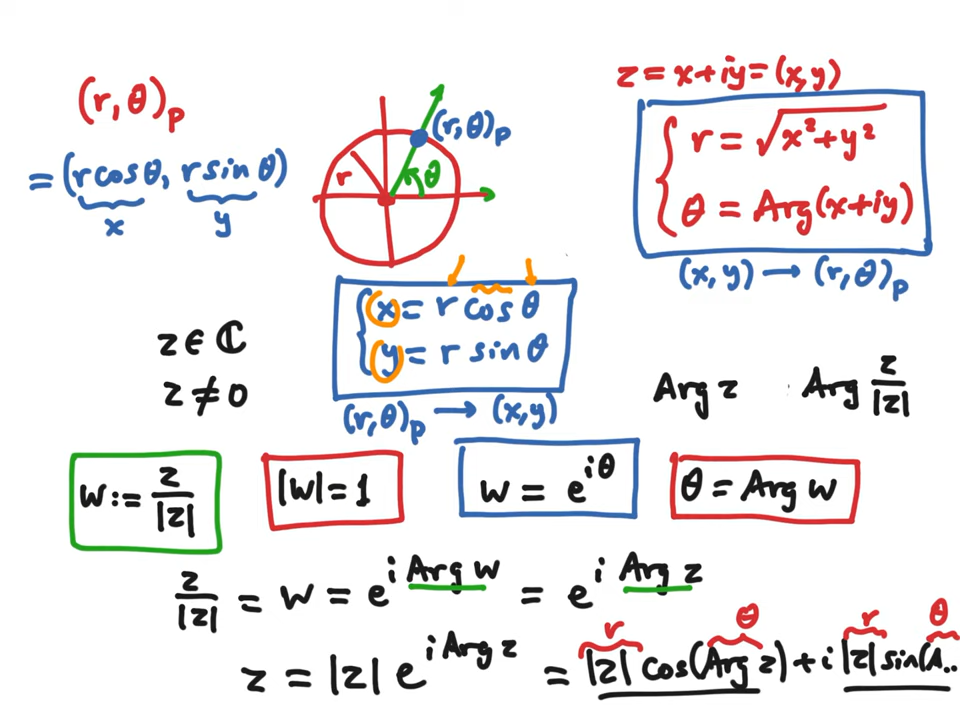 z = x+iy = (x,y)
(r, θ)ₚ
(r, θ)ₚ
r
θ
r = √(x²+y²)
θ = Arg(x+iy)
= (r cos θ, r sin θ)
x y
(x, y) → (r, θ)ₚ
x = r cos θ
y = r sin θ
(r, θ)ₚ → (x, y)
z ∈ ℂ
z ≠ 0
Arg z Arg z/|z|
w := z/|z| |w| = 1 w = e^{iθ} θ = Arg w
z/|z| = w = e^{i Arg w} = e^{i Arg z}
r θ r θ
z = |z| e^{i Arg z} = |z| cos(Arg z) + i |z| sin(A..